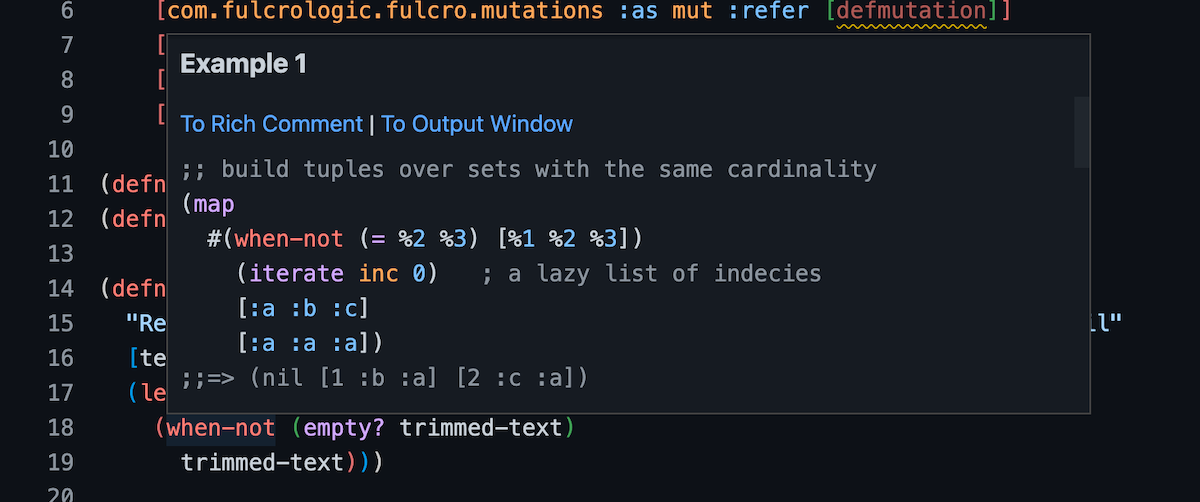 6 [com.fulcrologic.fulcro.mutations :as mut :refer [defmutation]]
7 [
Example 1
8 [
9 [
To Rich Comment | To Output Window
10
;; build tuples over sets with the same cardinality
11 (defn
(map
12 (defn
#(when-not (= %2 %3) [%1 %2 %3])
13
(iterate inc 0) ; a lazy list of indecies
14 (defn
[:a :b :c]
15 "Re il"
[:a :a :a])
16 [te
;;=> (nil [1 :b :a] [2 :c :a])
17 (le
18 (when-not (empty? trimmed-text)
19 trimmed-text)))
20